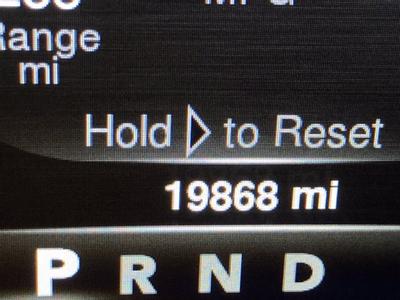 Range
mi
Hold to Reset
19868 mi
P R N D